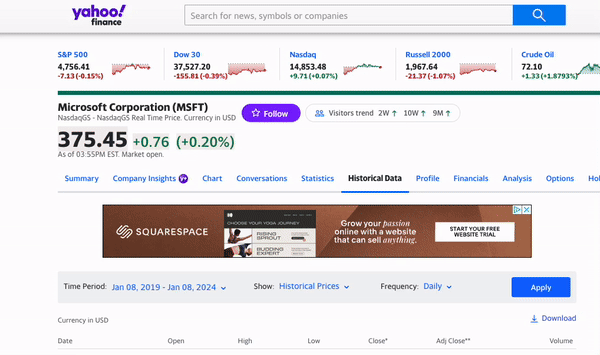 yahoo!
finance
Search for news, symbols or companies
S&P 500
4,756.41
-7.13 (-0.15%)
Dow 30
37,527.20
-155.81 (-0.39%)
Nasdaq
14,853.48
+9.71 (+0.07%)
Russell 2000
1,967.64
-21.37 (-1.07%)
Crude Oil
72.10
+1.33 (+1.8793%)
Microsoft Corporation (MSFT)
NasdaqGS - NasdaqGS Real Time Price. Currency in USD
Follow
Visitors trend 2W ↑ 10W ↑ 9M ↑
375.45 +0.76 (+0.20%)
As of 03:55PM EST. Market open.
Summary Company Insights Chart Conversations Statistics Historical Data Profile Financials Analysis Options Hol
SQUARESPACE
CHOOSE YOUR YOGA JOURNEY
RISING
SPROUT
BUDDING
EXPERT
Grow your passion
online with a website
that can sell anything.
START YOUR FREE
WEBSITE TRIAL
Time Period: Jan 08, 2019 - Jan 08, 2024 Show: Historical Prices Frequency: Daily Apply
Currency in USD Download
Date Open High Low Close* Adj Close** Volume